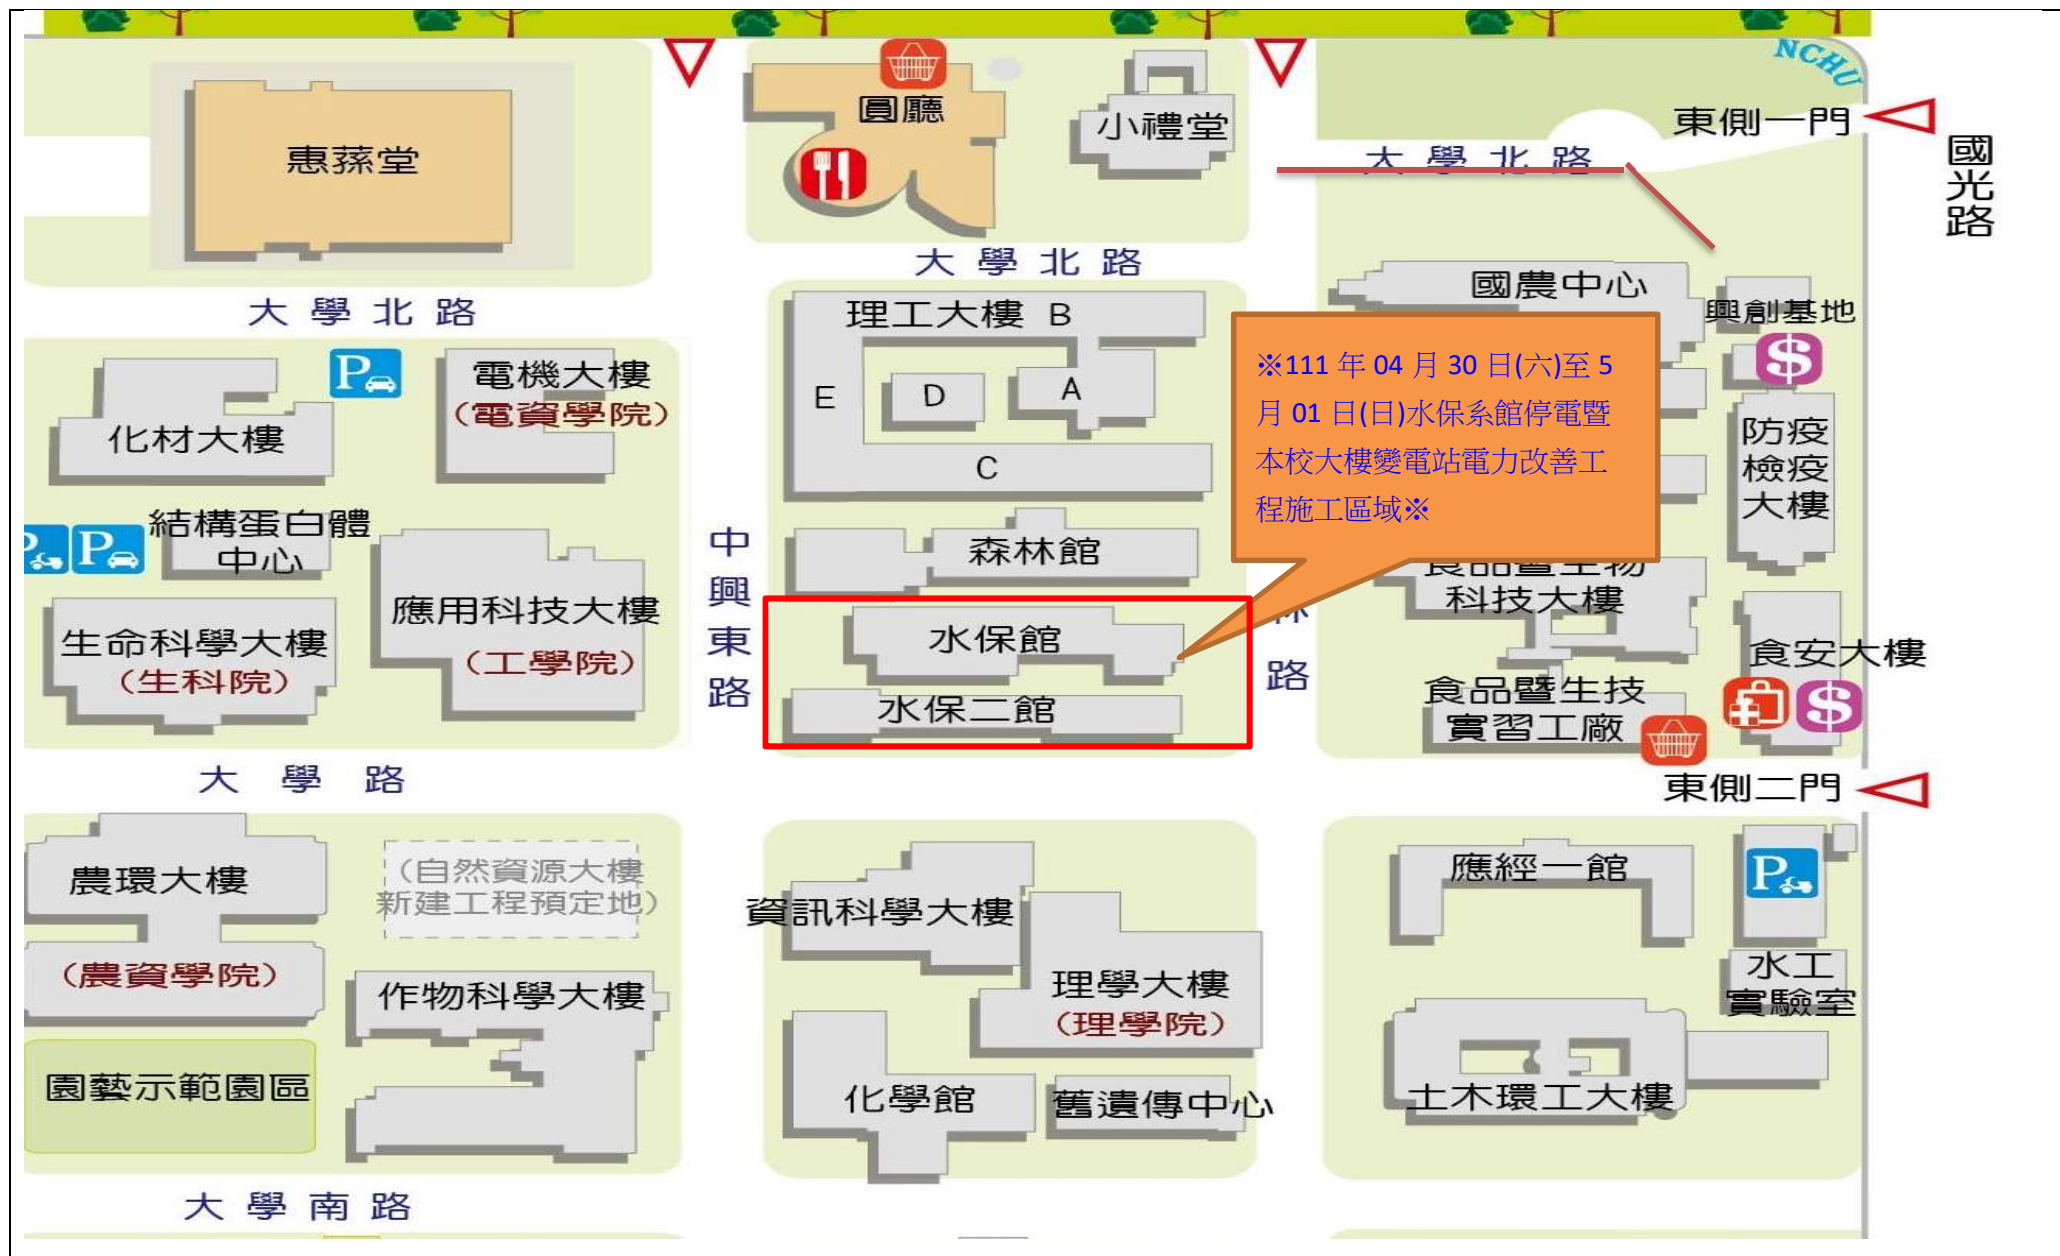 NCHU
東側一門
國光路
圓廳
小禮堂
惠蓀堂
大學北路
大學北路
大學北路
國農中心
興創基地
理工大樓 B
E
D
A
C
P
電機大樓
(電資學院)
化材大樓
※111 年 04 月 30 日(六)至 5
月 01 日(日)水保系館停電暨
本校大樓變電站電力改善工
程施工區域※
$
防疫
檢疫
大樓
結構蛋白體
中心
P
P
中興東路
森林館
應用科技大樓
(工學院)
生命科學大樓
(生科院)
水保館
水保二館
林路
食品暨生物
科技大樓
食安大樓
食品暨生技
實習工廠
$
大學路
東側二門
農環大樓
(農資學院)
(自然資源大樓
新建工程預定地)
資訊科學大樓
應經一館
P
理學大樓
(理學院)
水工
實驗室
作物科學大樓
園藝示範園區
化學館
舊遺傳中心
土木環工大樓
大學南路